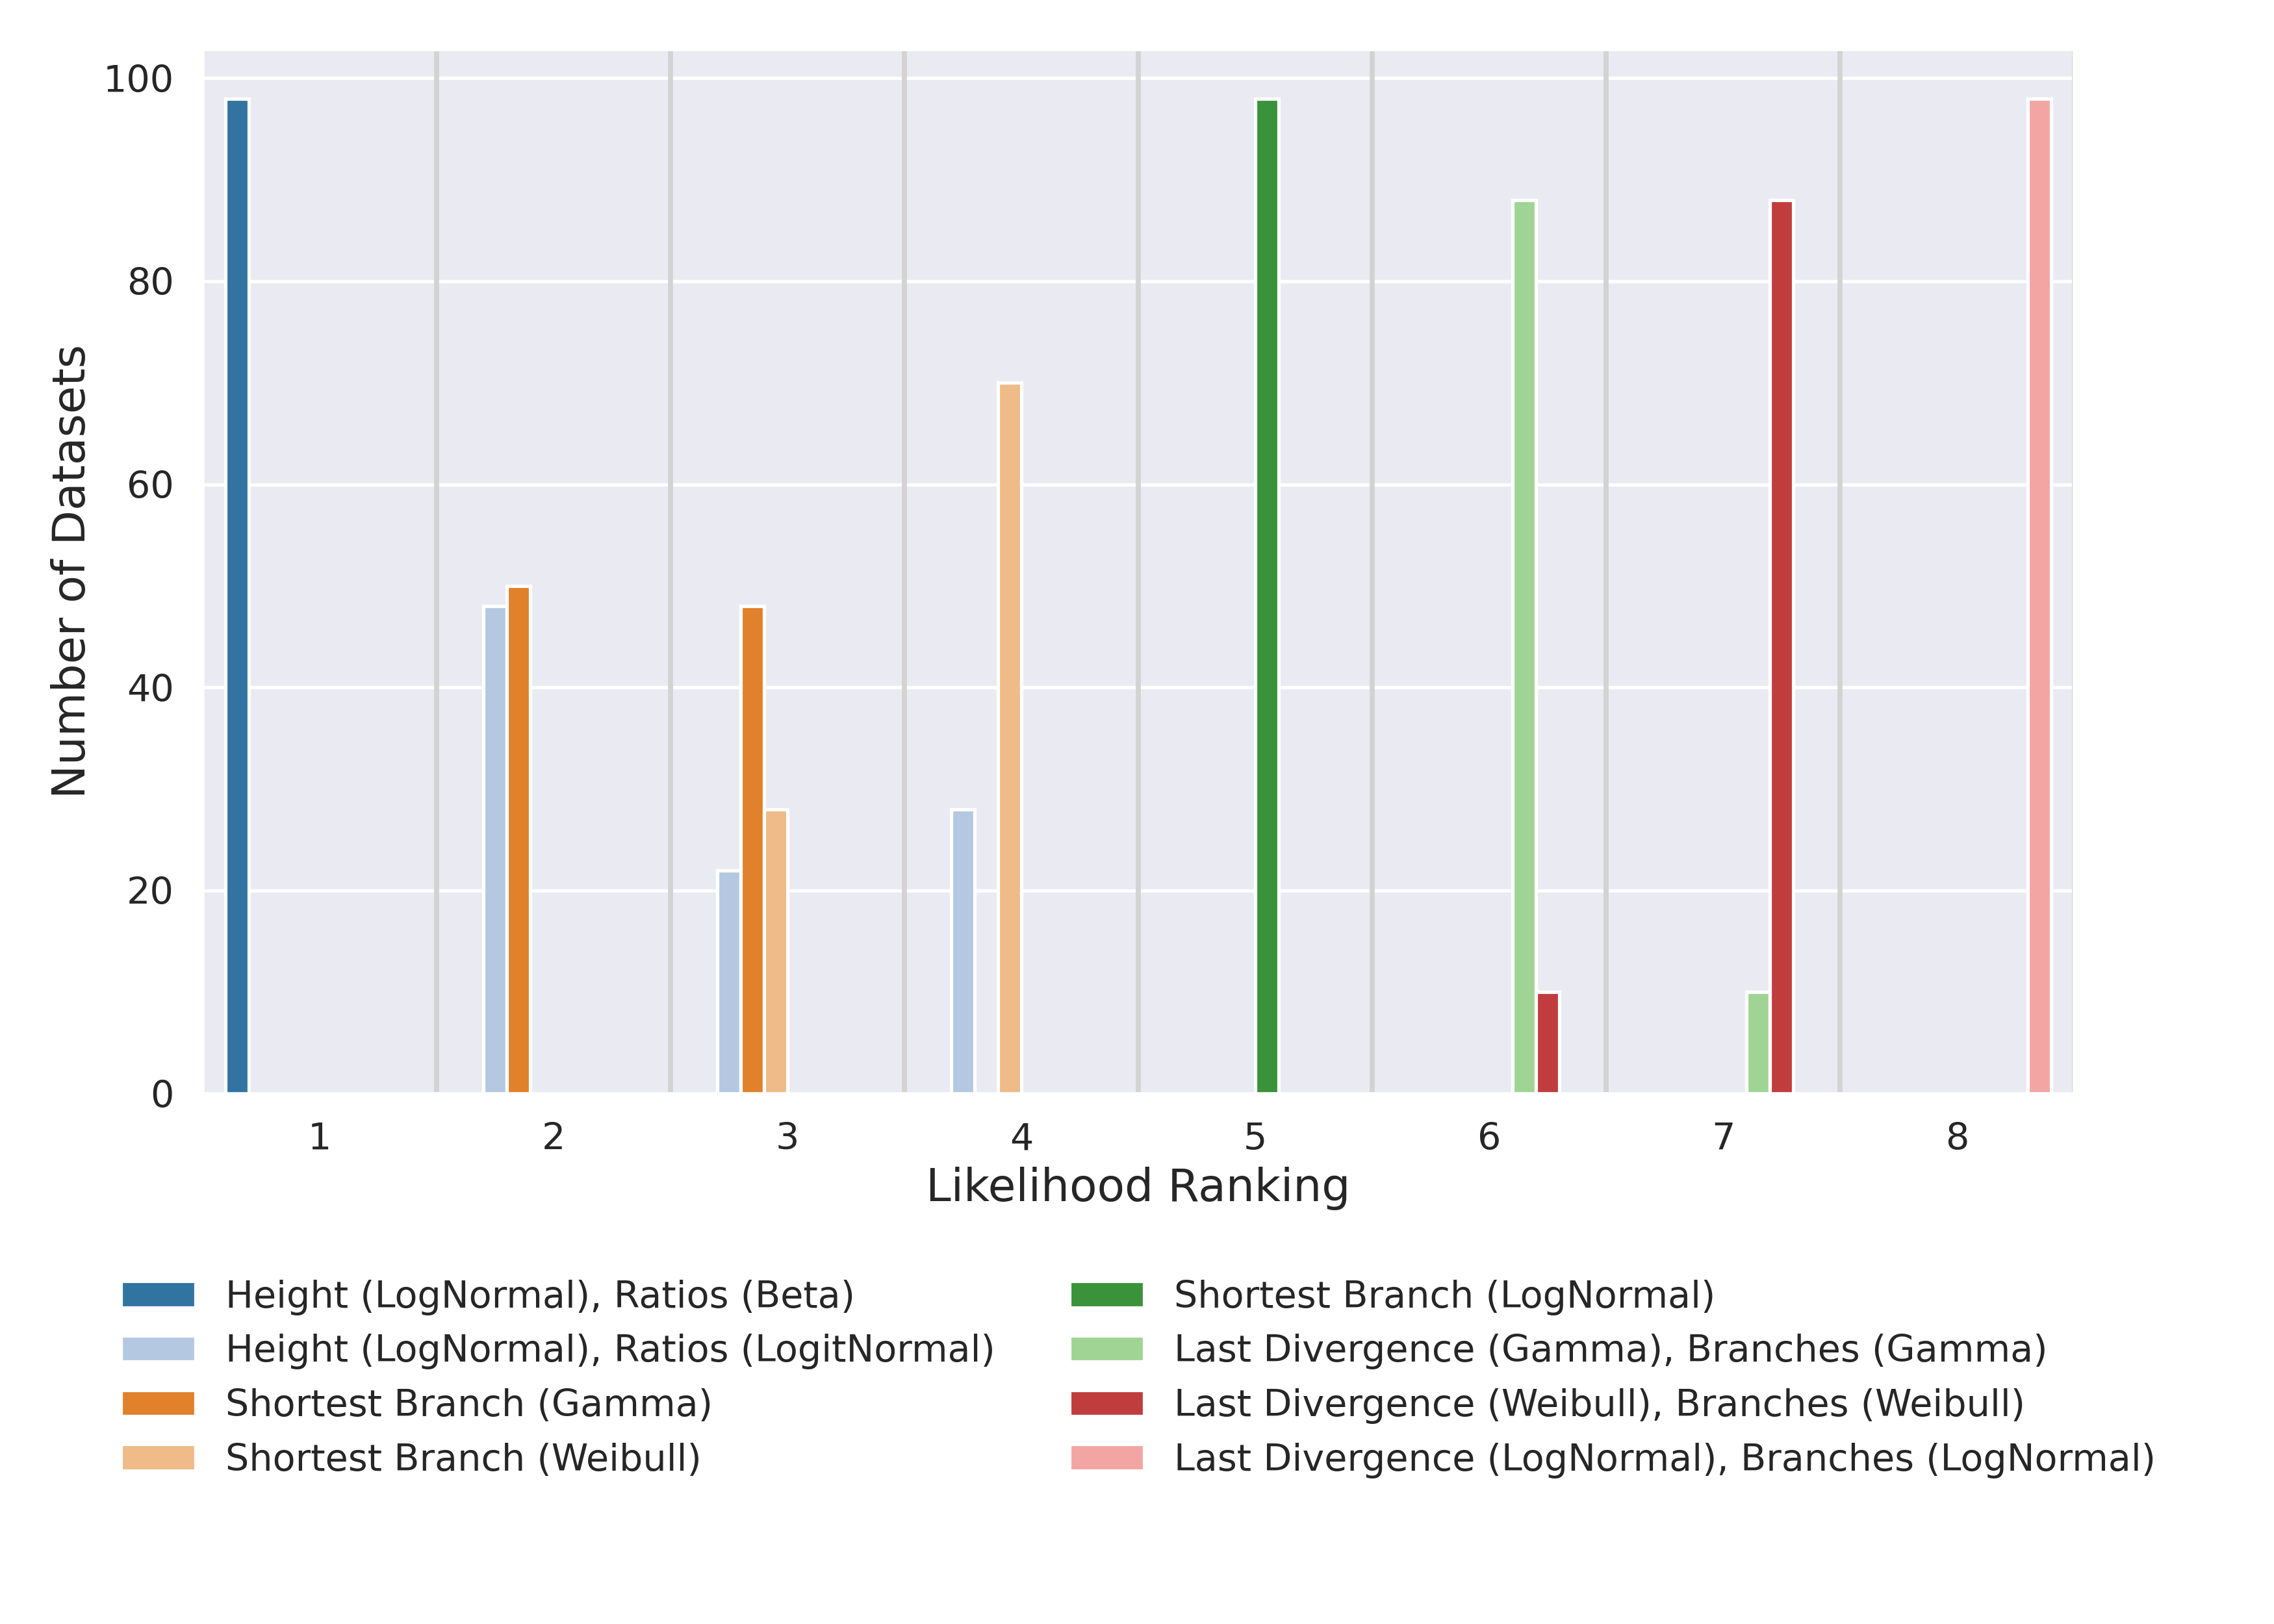 100
80
60
40
20
0
Number of Datasets
1 2 3 4 5 6 7 8
Likelihood Ranking
Height (LogNormal), Ratios (Beta)
Height (LogNormal), Ratios (LogitNormal)
Shortest Branch (Gamma)
Shortest Branch (Weibull)
Shortest Branch (LogNormal)
Last Divergence (Gamma), Branches (Gamma)
Last Divergence (Weibull), Branches (Weibull)
Last Divergence (LogNormal), Branches (LogNormal)